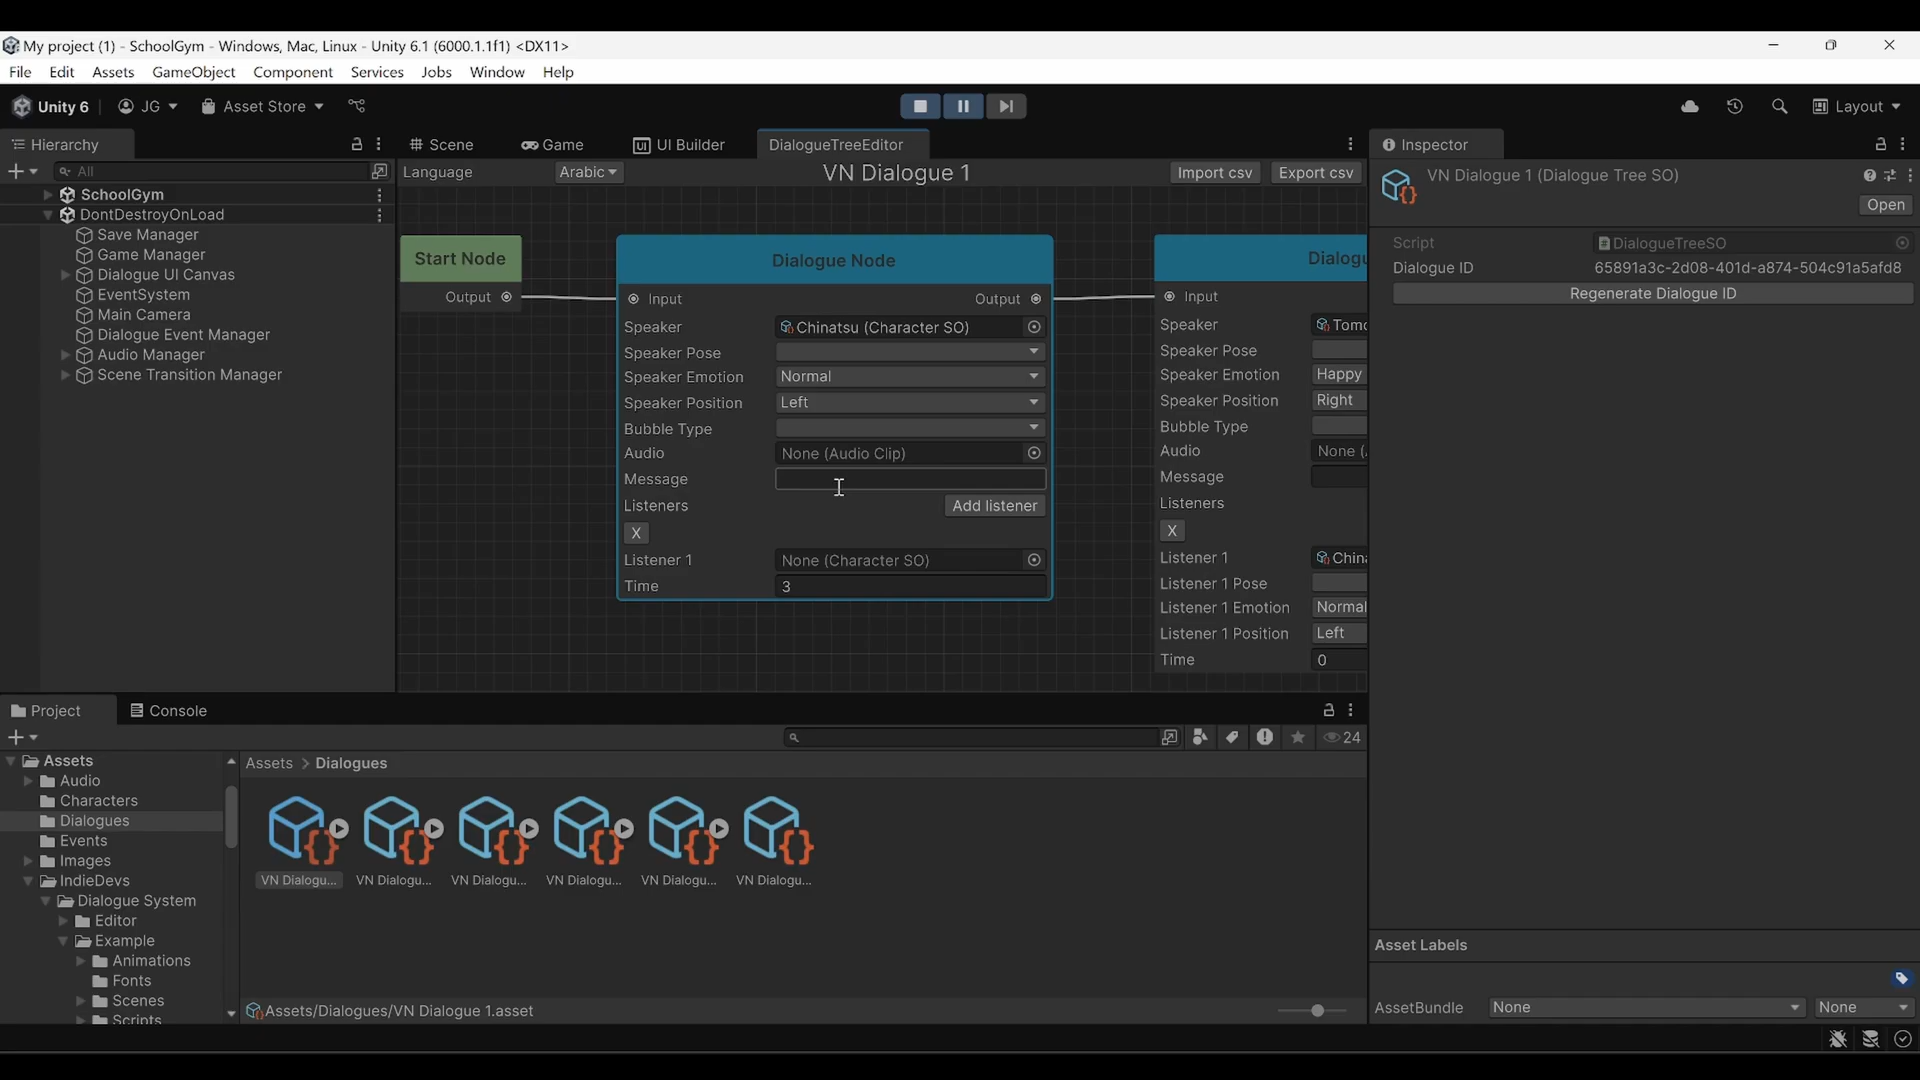 My project (1) - SchoolGym - Windows, Mac, Linux - Unity 6.1 (6000.1.1f1) <DX11>
File Edit Assets GameObject Component Services Jobs Window Help
Unity 6 JG Asset Store Layout
Hierarchy Scene Game UI Builder DialogueTreeEditor Inspector
All Language Arabic VN Dialogue 1 Import csv Export csv
VN Dialogue 1 (Dialogue Tree SO)
Open
SchoolGym
DontDestroyOnLoad
Save Manager
Game Manager
Dialogue UI Canvas
EventSystem
Main Camera
Dialogue Event Manager
Audio Manager
Scene Transition Manager
Start Node
Output
Dialogue Node
Input Output
Speaker Chinatsu (Character SO)
Speaker Pose
Speaker Emotion Normal
Speaker Position Left
Bubble Type
Audio None (Audio Clip)
Message
Listeners Add listener
X
Listener 1 None (Character SO)
Time 3
Dialogu
Input
Speaker Tomo
Speaker Pose
Speaker Emotion Happy
Speaker Position Right
Bubble Type
Audio None (
Message
Listeners
X
Listener 1 China
Listener 1 Pose
Listener 1 Emotion Normal
Listener 1 Position Left
Time 0
Script DialogueTreeSO
Dialogue ID 65891a3c-2d08-401d-a874-504c91a5afd8
Regenerate Dialogue ID
Project Console
24
Assets
Audio
Characters
Dialogues
Events
Images
IndieDevs
Dialogue System
Editor
Example
Animations
Fonts
Scenes
Scripts
Assets > Dialogues
VN Dialogu... VN Dialogu... VN Dialogu... VN Dialogu... VN Dialogu... VN Dialogu...
Assets/Dialogues/VN Dialogue 1.asset
Asset Labels
AssetBundle None None